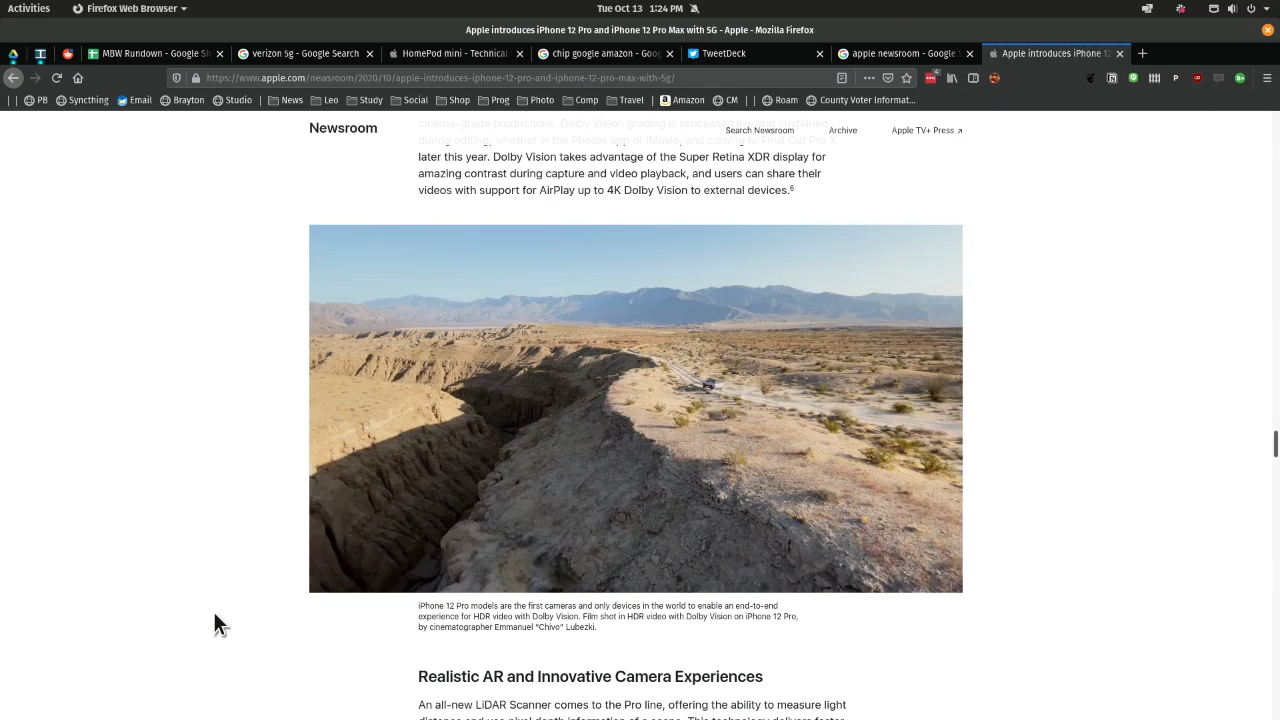 Activities
Firefox Web Browser
Tue Oct 13 1:24 PM
Apple introduces iPhone 12 Pro and iPhone 12 Pro Max with 5G - Apple - Mozilla Firefox
MBW Rundown - Google Sh
verizon 5g - Google Search
HomePod mini - Technical
chip google amazon - Goog
TweetDeck
apple newsroom - Google S
Apple introduces iPhone 12
https://www.apple.com/newsroom/2020/10/apple-introduces-iphone-12-pro-and-iphone-12-pro-max-with-5g/
PB Syncthing Email Brayton Studio News Leo Study Social Shop Prog Photo Comp Travel Amazon CM Roam County Voter Informat...
Newsroom
Search Newsroom
Archive
Apple TV+ Press ↗
cinema-grade productions. Dolby Vision grading is processed live and sustained
during editing, whether in the Photos app or iMovie, and coming to Final Cut Pro X
later this year. Dolby Vision takes advantage of the Super Retina XDR display for
amazing contrast during capture and video playback, and users can share their
videos with support for AirPlay up to 4K Dolby Vision to external devices.⁶
iPhone 12 Pro models are the first cameras and only devices in the world to enable an end-to-end
experience for HDR video with Dolby Vision. Film shot in HDR video with Dolby Vision on iPhone 12 Pro,
by cinematographer Emmanuel “Chivo” Lubezki.
Realistic AR and Innovative Camera Experiences
An all-new LiDAR Scanner comes to the Pro line, offering the ability to measure light